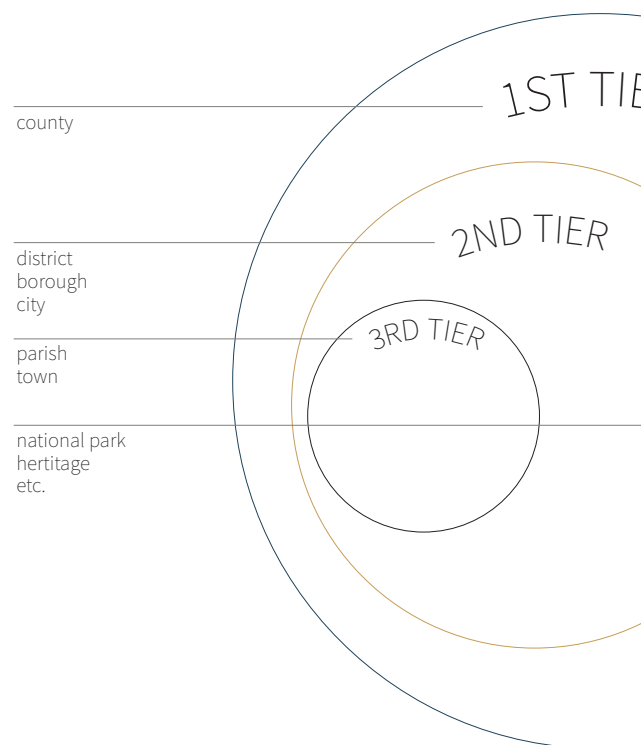 1ST TIE
county
2ND TIER
district
borough
city
3RD TIER
parish
town
national park
hertitage
etc.